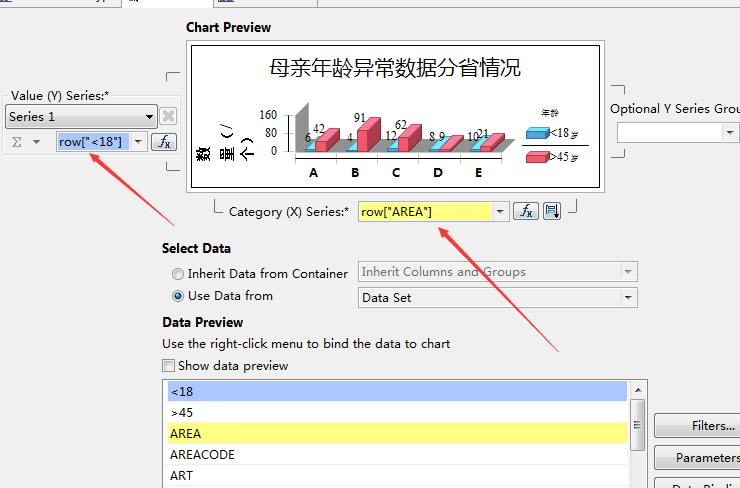 Chart Preview
母亲年龄异常数据分省情况
Value (Y) Series:*
Series 1
Σ
row["<18"]
fx
Optional Y Series Grou
数量(/个)
160
80
0
6 42
4 91
12 62
8 9
10 21
A B C D E
年龄
<18岁
>45岁
Category (X) Series:*
row["AREA"]
fx
Select Data
Inherit Data from Container
Inherit Columns and Groups
Use Data from
Data Set
Data Preview
Use the right-click menu to bind the data to chart
Show data preview
<18
>45
AREA
AREACODE
ART
Filters...
Parameters